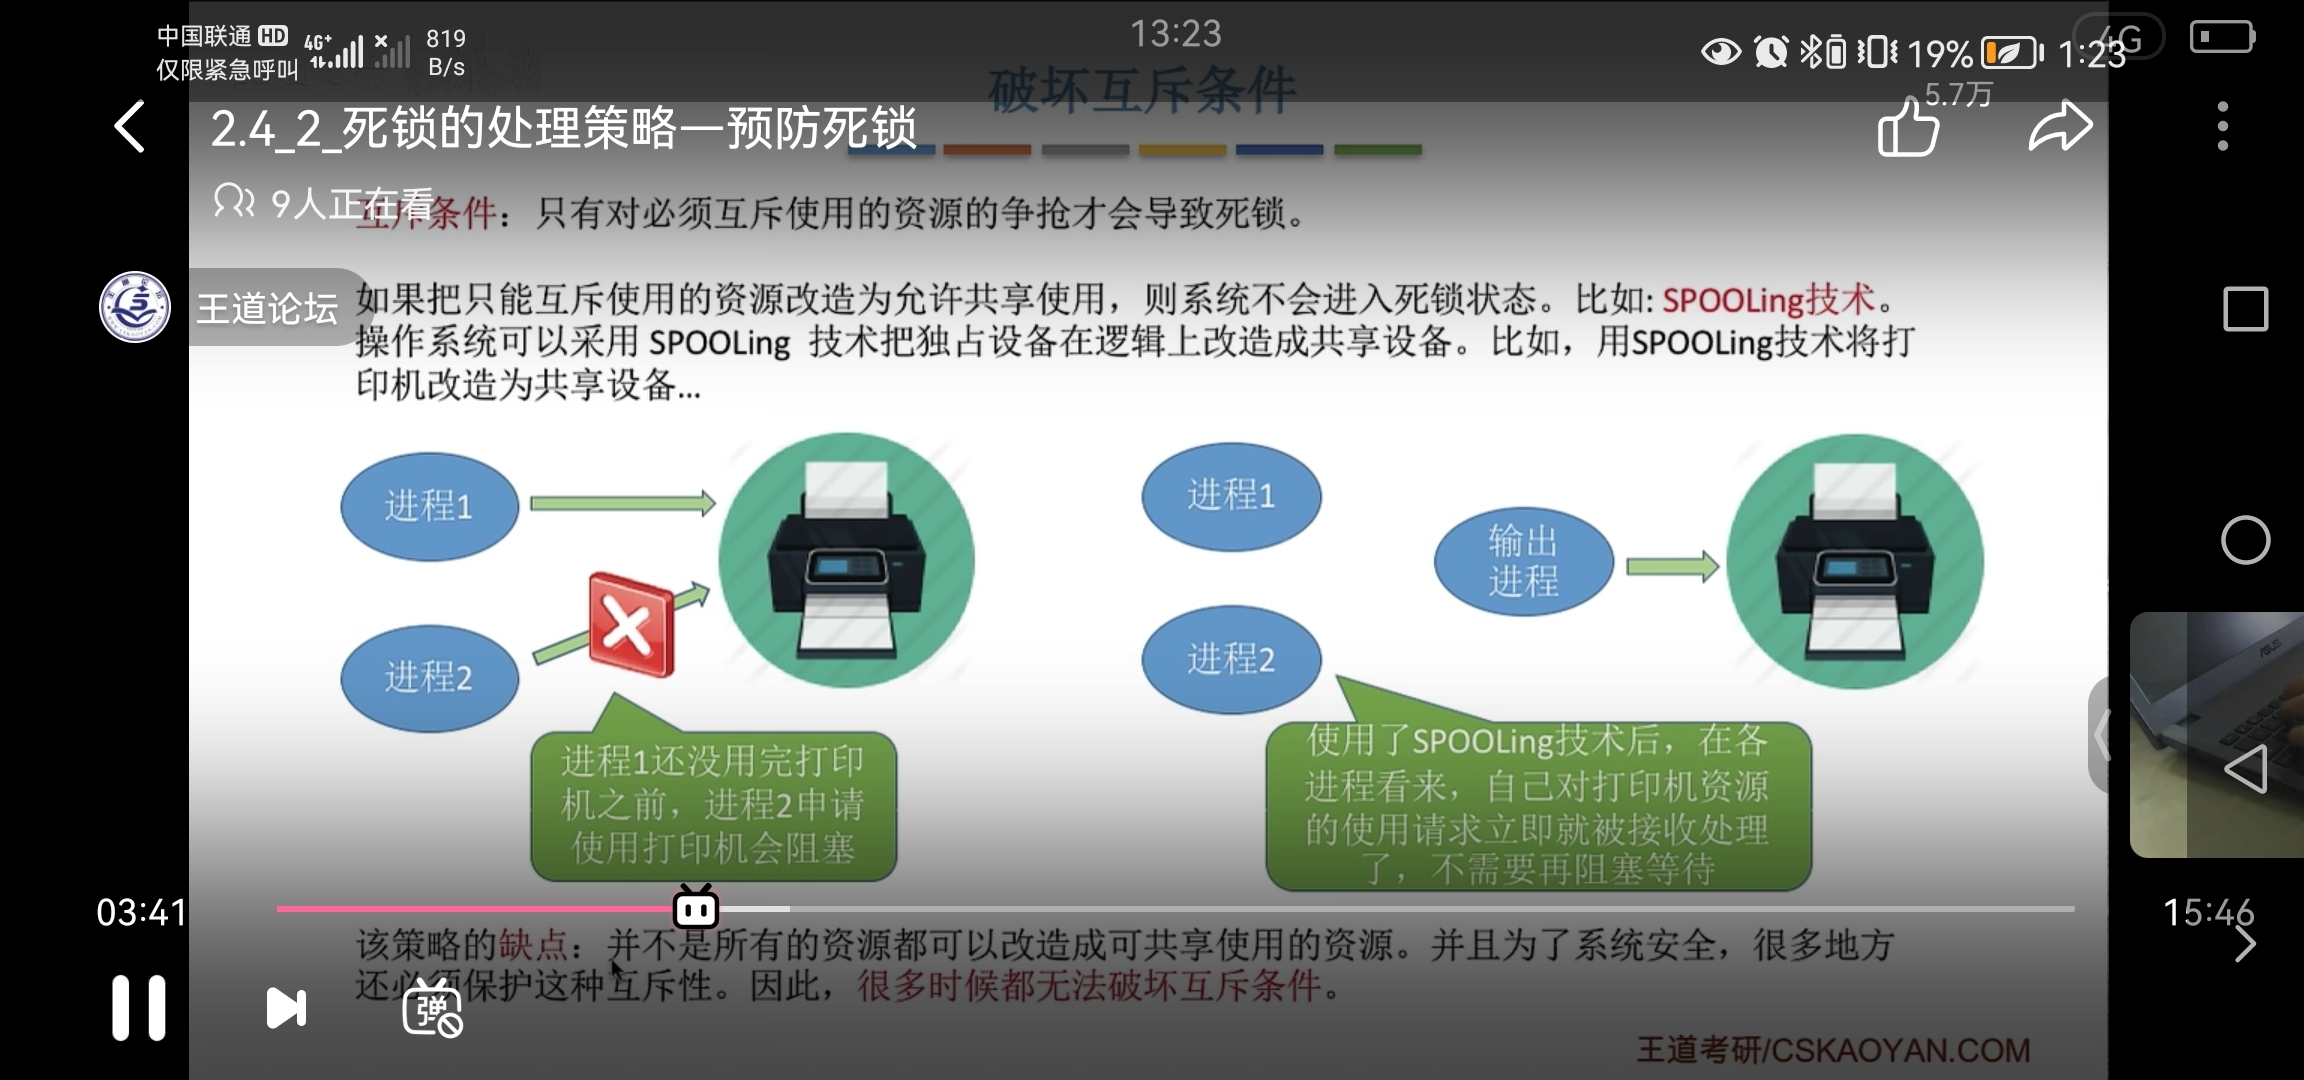 中国联通 HD
4G+
819
B/s
仅限紧急呼叫
13:23
19%
1:23
4G
破坏互斥条件
5.7万
2.4_2_死锁的处理策略—预防死锁
9人正在看
互斥条件：只有对必须互斥使用的资源的争抢才会导致死锁。
王道论坛
如果把只能互斥使用的资源改造为允许共享使用，则系统不会进入死锁状态。比如: SPOOLing技术。
操作系统可以采用 SPOOLing 技术把独占设备在逻辑上改造成共享设备。比如，用SPOOLing技术将打
印机改造为共享设备...
进程1
进程2
进程1还没用完打印
机之前，进程2申请
使用打印机会阻塞
进程1
进程2
输出
进程
使用了SPOOLing技术后，在各
进程看来，自己对打印机资源
的使用请求立即就被接收处理
了，不需要再阻塞等待
ASUS
03:41
15:46
该策略的缺点：并不是所有的资源都可以改造成可共享使用的资源。并且为了系统安全，很多地方
还必须保护这种互斥性。因此，很多时候都无法破坏互斥条件。
弹
王道考研/CSKAOYAN.COM